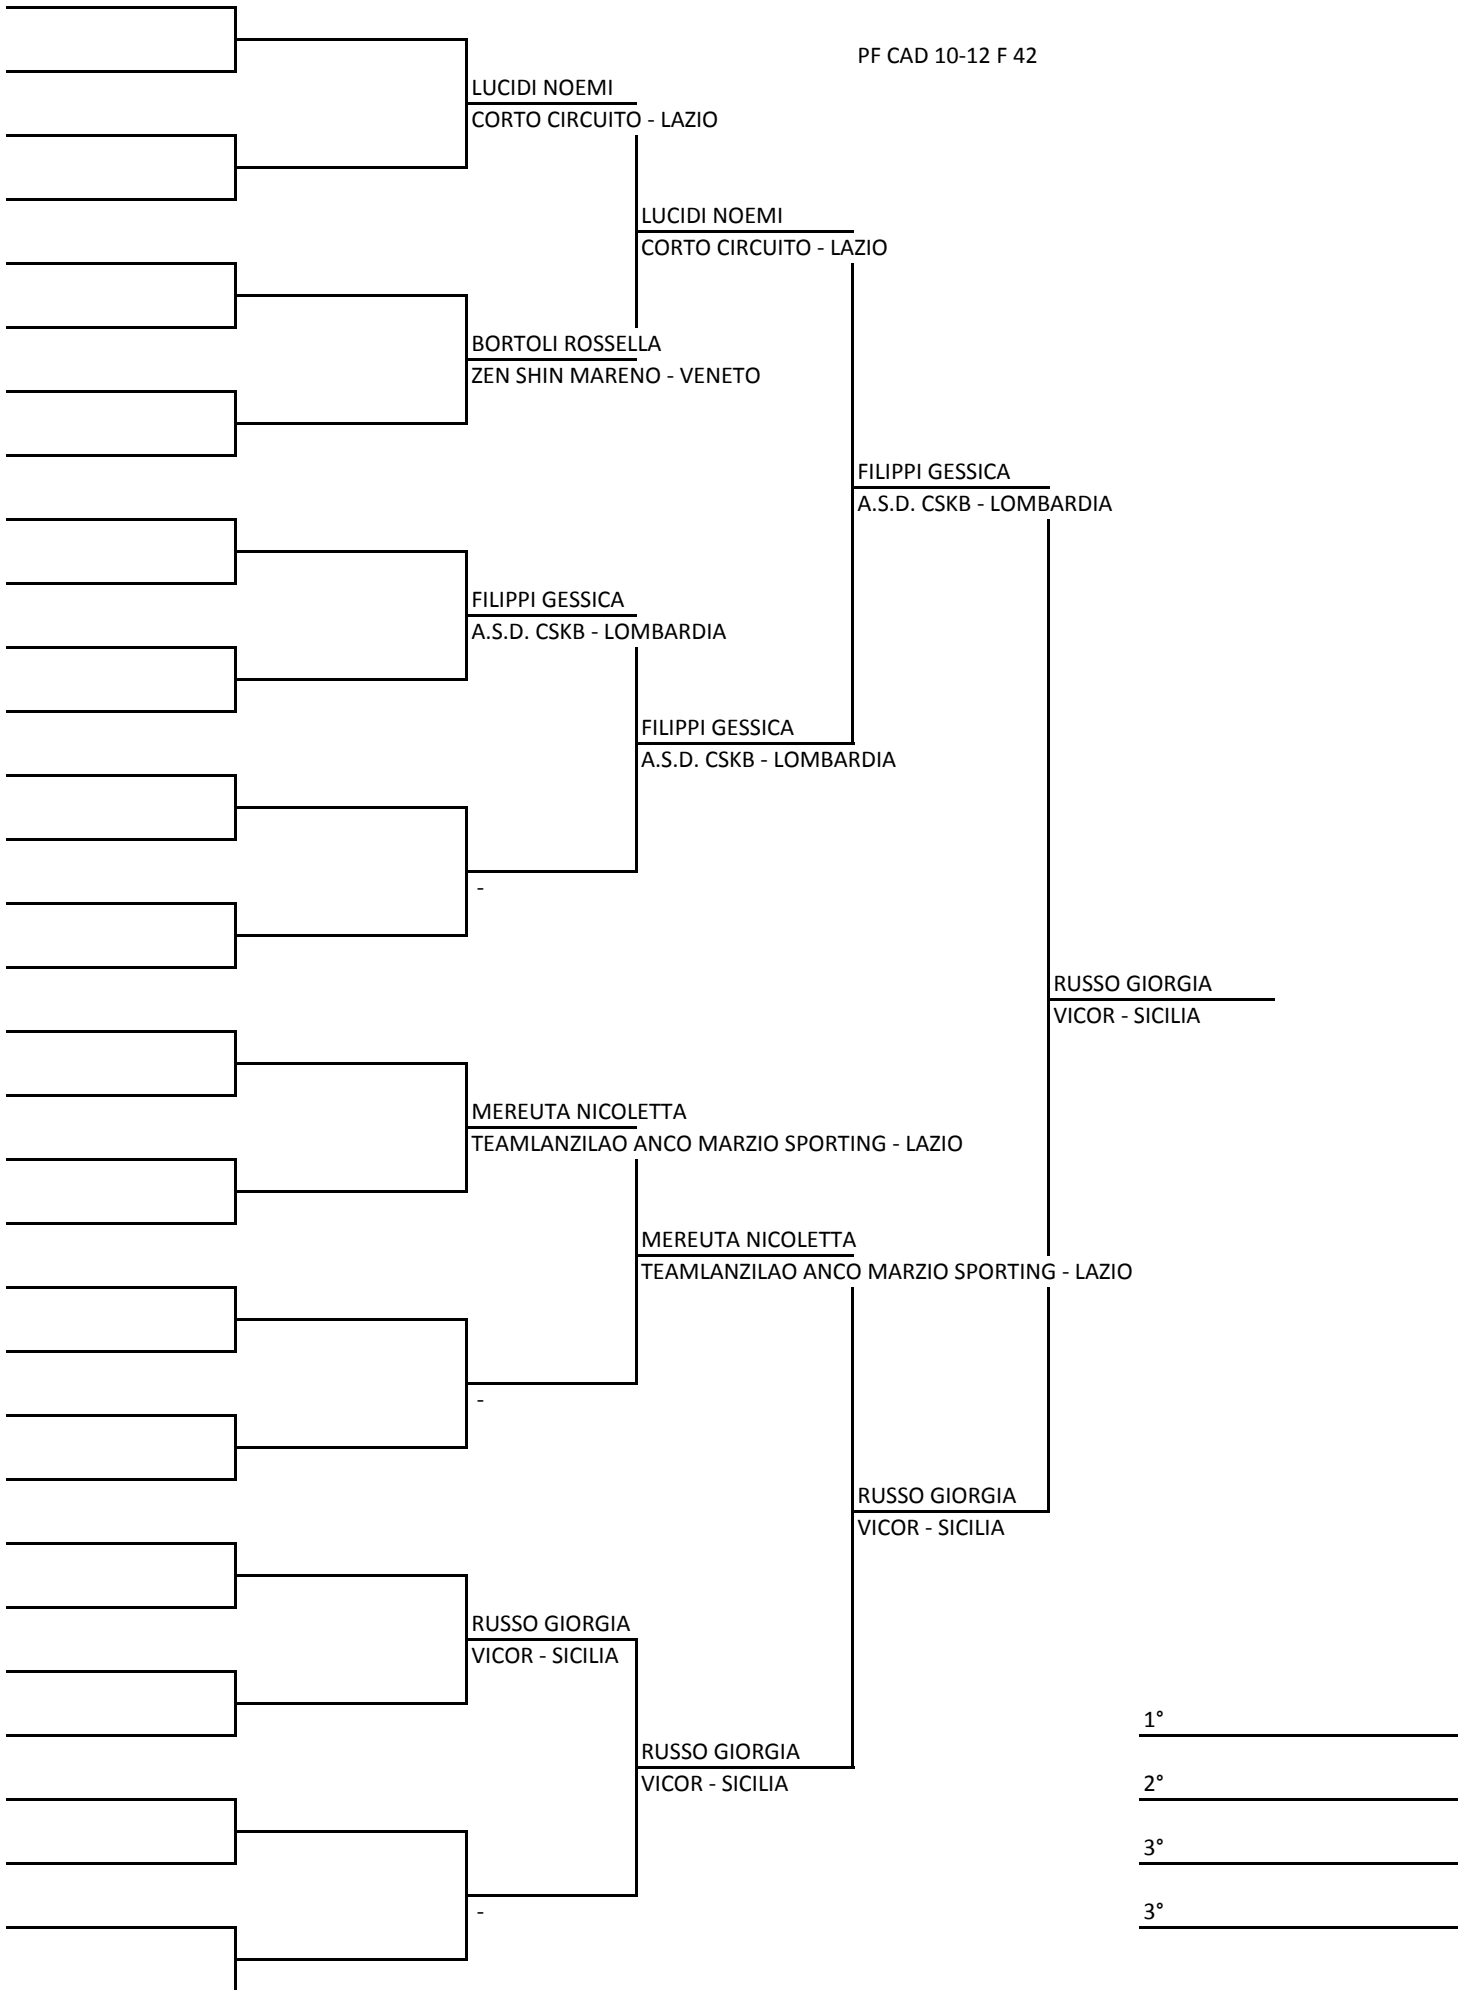 PF CAD 10-12 F 42
LUCIDI NOEMI
CORTO CIRCUITO - LAZIO
LUCIDI NOEMI
CORTO CIRCUITO - LAZIO
BORTOLI ROSSELLA
ZEN SHIN MARENO - VENETO
FILIPPI GESSICA
A.S.D. CSKB - LOMBARDIA
FILIPPI GESSICA
A.S.D. CSKB - LOMBARDIA
FILIPPI GESSICA
A.S.D. CSKB - LOMBARDIA
-
RUSSO GIORGIA
VICOR - SICILIA
MEREUTA NICOLETTA
TEAMLANZILAO ANCO MARZIO SPORTING - LAZIO
MEREUTA NICOLETTA
TEAMLANZILAO ANCO MARZIO SPORTING - LAZIO
-
RUSSO GIORGIA
VICOR - SICILIA
RUSSO GIORGIA
VICOR - SICILIA
1°
RUSSO GIORGIA
VICOR - SICILIA
2°
3°
-
3°